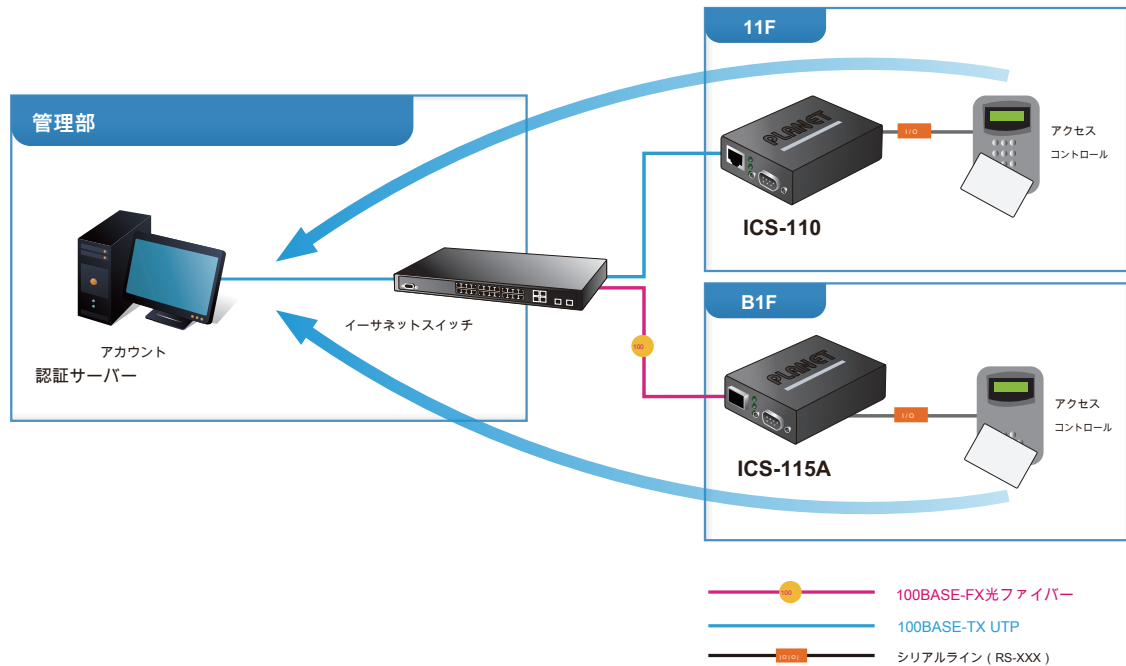 11F
管理部
PLANET
I/O
アクセス
コントロール
ICS-110
アカウント
認証サーバー
イーサネットスイッチ
100
B1F
PLANET
I/O
アクセス
コントロール
ICS-115A
100
100BASE-FX光ファイバー
100BASE-TX UTP
シリアルライン ( RS-XXX )